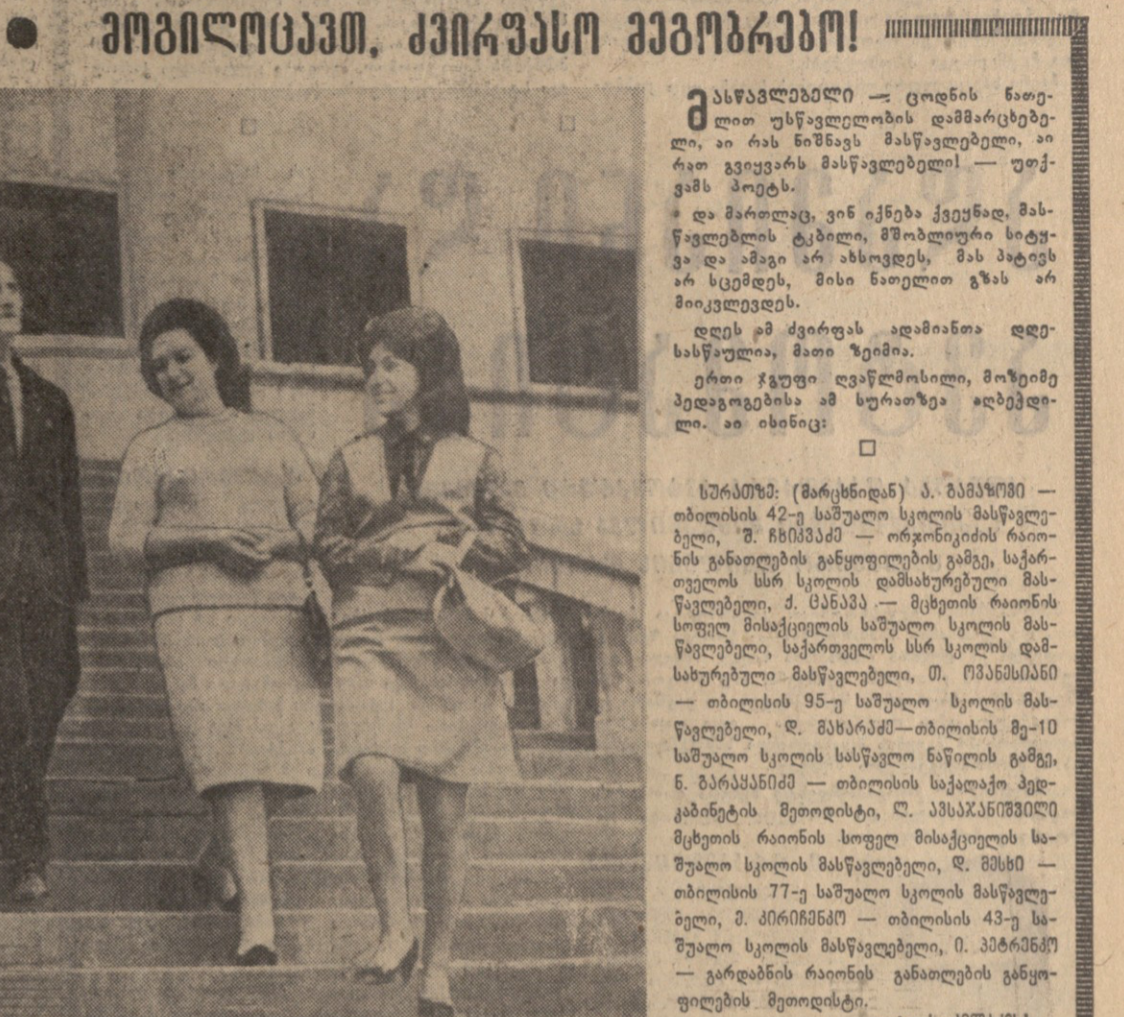 მოგილოცავთ, ძვირფასო მეგობრებო!
მასწავლებელი — ცოდნის ნათე-
ლით უსწავლელობის დამმარცხებე-
ლი, აი რას ნიშნავს მასწავლებელი, აი
რათ გვიყვარს მასწავლებელი! — უთქ-
ვამს პოეტს.
და მართლაც, ვინ იქნება ქვეყნად, მას-
წავლებლის ტკბილი, მშობლიური სიტყ-
ვა და ამაგი არ ახსოვდეს, მას პატივს
არ სცემდეს, მისი ნათელით გზას არ
მიიკვლევდეს.
დღეს ამ ძვირფას ადამიანთა დღე-
სასწაულია, მათი ზეიმია.
ერთი ჯგუფი ღვაწლმოსილი, მოზეიმე
პედაგოგებისა ამ სურათზეა აღბეჭდი-
ლი. აი ისინიც:
სურათზე: (მარცხნიდან) ა. გამაზოვი —
თბილისის 42-ე საშუალო სკოლის მასწავლე-
ბელი, შ. ჩხიკვაძე — ორჯონიკიძის რაიო-
ნის განათლების განყოფილების გამგე, საქარ-
თველოს სსრ სკოლის დამსახურებული მას-
წავლებელი, ქ. ცანავა — მცხეთის რაიონის
სოფელ მისაქციელის საშუალო სკოლის მას-
წავლებელი, საქართველოს სსრ სკოლის დამ-
სახურებული მასწავლებელი, თ. ოვანესიანი
— თბილისის 95-ე საშუალო სკოლის მას-
წავლებელი, დ. მახარაძე—თბილისის მე-10
საშუალო სკოლის სასწავლო ნაწილის გამგე,
ნ. გარაყანიძე — თბილისის საქალაქო პედ-
კაბინეტის მეთოდისტი, ლ. ავსაჯანიშვილი
მცხეთის რაიონის სოფელ მისაქციელის სა-
შუალო სკოლის მასწავლებელი, დ. მესხი —
თბილისის 77-ე საშუალო სკოლის მასწავლე-
ბელი, ე. კირიჩენკო — თბილისის 43-ე სა-
შუალო სკოლის მასწავლებელი, ი. პეტრენკო
— გარდაბნის რაიონის განათლების განყო-
ფილების მეთოდისტი.